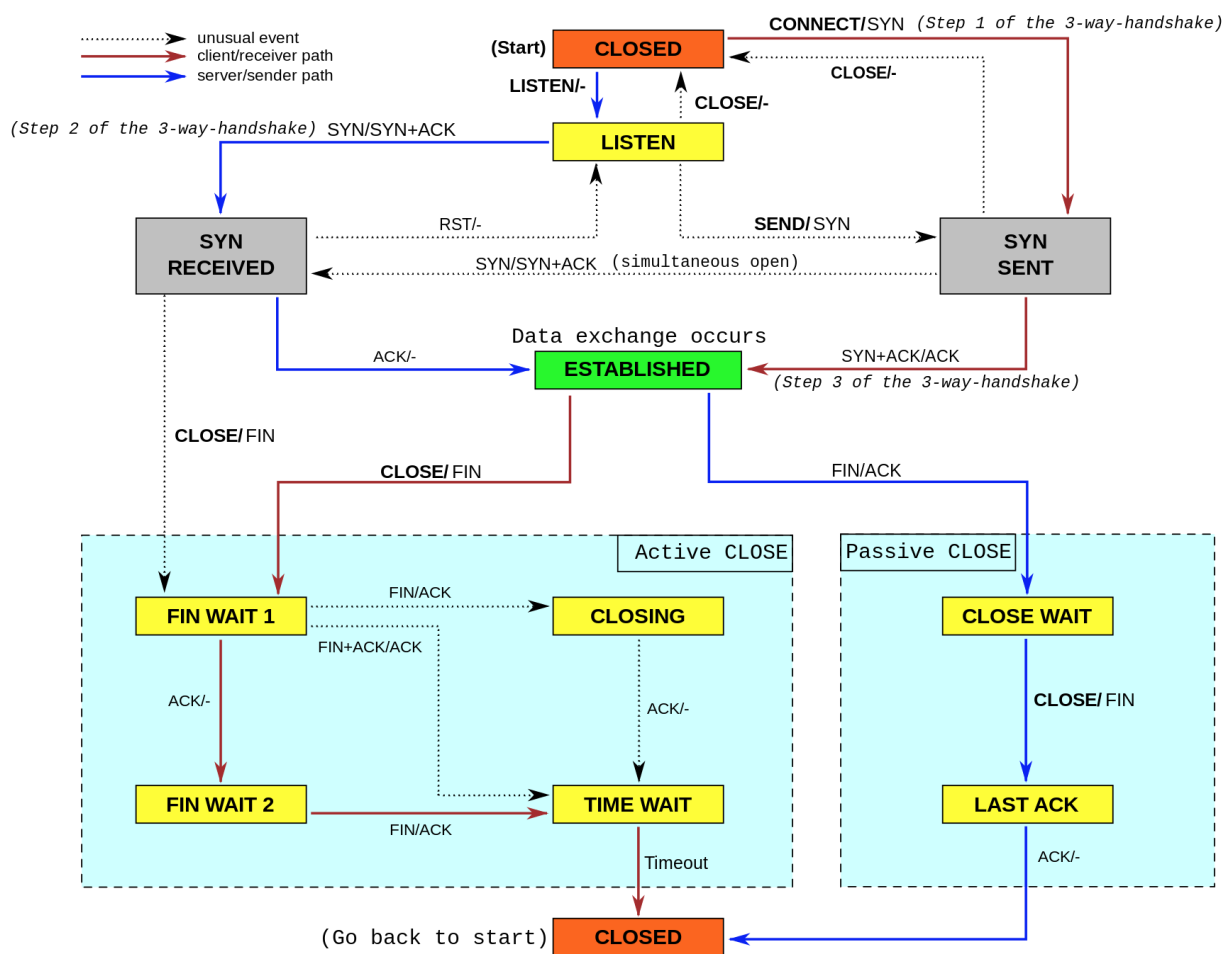 CONNECT/SYN (Step 1 of the 3-way-handshake)
unusual event
client/receiver path
server/sender path
(Start)
CLOSED
CLOSE/-
LISTEN/-
CLOSE/-
(Step 2 of the 3-way-handshake) SYN/SYN+ACK
LISTEN
RST/-
SEND/ SYN
SYN
RECEIVED
SYN
SENT
SYN/SYN+ACK (simultaneous open)
Data exchange occurs
ACK/-
ESTABLISHED
SYN+ACK/ACK
(Step 3 of the 3-way-handshake)
CLOSE/ FIN
CLOSE/ FIN
FIN/ACK
Active CLOSE
Passive CLOSE
FIN WAIT 1
FIN/ACK
CLOSING
CLOSE WAIT
FIN+ACK/ACK
ACK/-
ACK/-
CLOSE/ FIN
FIN WAIT 2
TIME WAIT
LAST ACK
FIN/ACK
Timeout
ACK/-
(Go back to start)
CLOSED